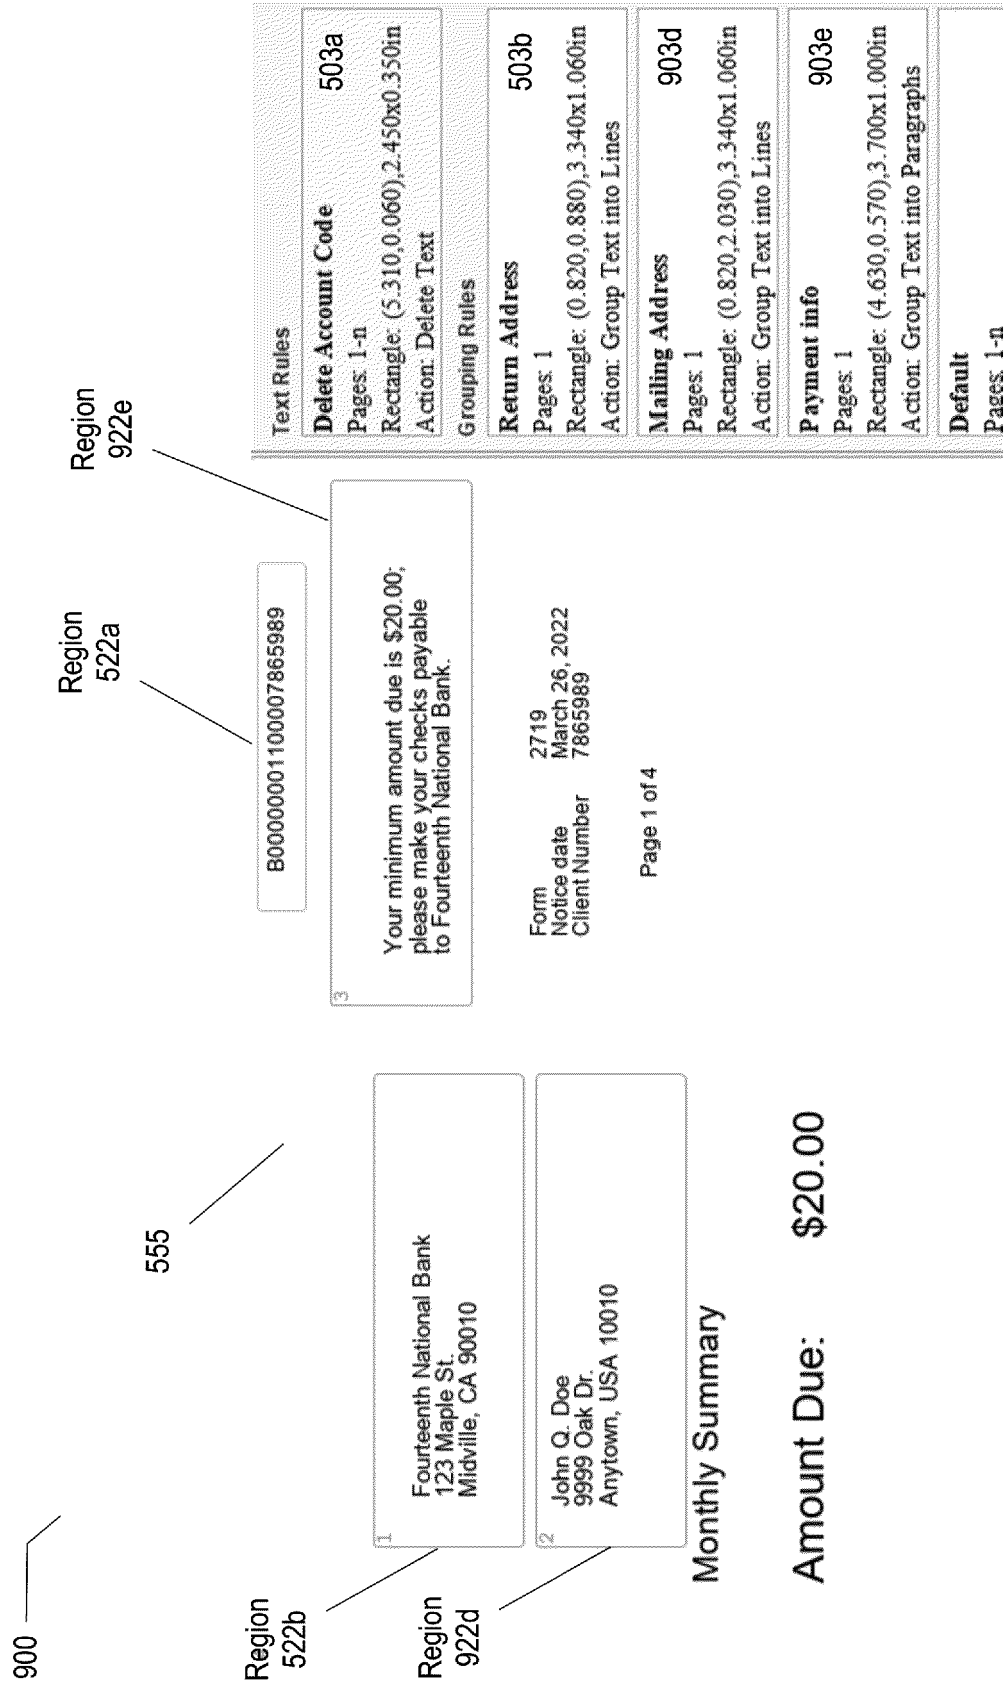 900
555
Region
522a
Region
922e
Region
522b
Region
922d
B0000001100007865989
3
Your minimum amount due is $20.00;
please make your checks payable
to Fourteenth National Bank.
1
Fourteenth National Bank
123 Maple St.
Midville, CA 90010
Form 2719
Notice date March 26, 2022
Client Number 7865989
2
John Q. Doe
9999 Oak Dr.
Anytown, USA 10010
Page 1 of 4
Monthly Summary
Amount Due: $20.00
Text Rules
Delete Account Code 503a
Pages: 1-n
Rectangle: (5.310,0.060),2.450x0.350in
Action: Delete Text
Grouping Rules
Return Address 503b
Pages: 1
Rectangle: (0.820,0.880),3.340x1.060in
Action: Group Text into Lines
Mailing Address 903d
Pages: 1
Rectangle: (0.820,2.030),3.340x1.060in
Action: Group Text into Lines
Payment info 903e
Pages: 1
Rectangle: (4.630,0.570),3.700x1.000in
Action: Group Text into Paragraphs
Default
Pages: 1-n